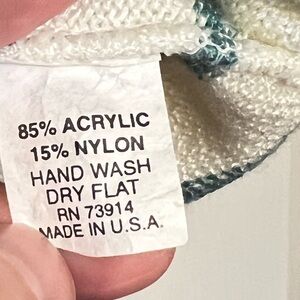 85% ACRYLIC
15% NYLON
HAND WASH
DRY FLAT
RN 73914
MADE IN U.S.A.